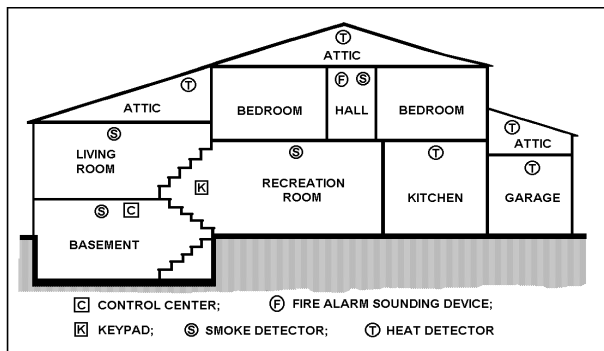 T
ATTIC
T
ATTIC
F S
BEDROOM HALL BEDROOM
S
LIVING
ROOM
T
ATTIC
S
RECREATION
ROOM
K
T
KITCHEN
T
GARAGE
S C
BASEMENT
C CONTROL CENTER; F FIRE ALARM SOUNDING DEVICE;
K KEYPAD; S SMOKE DETECTOR; T HEAT DETECTOR